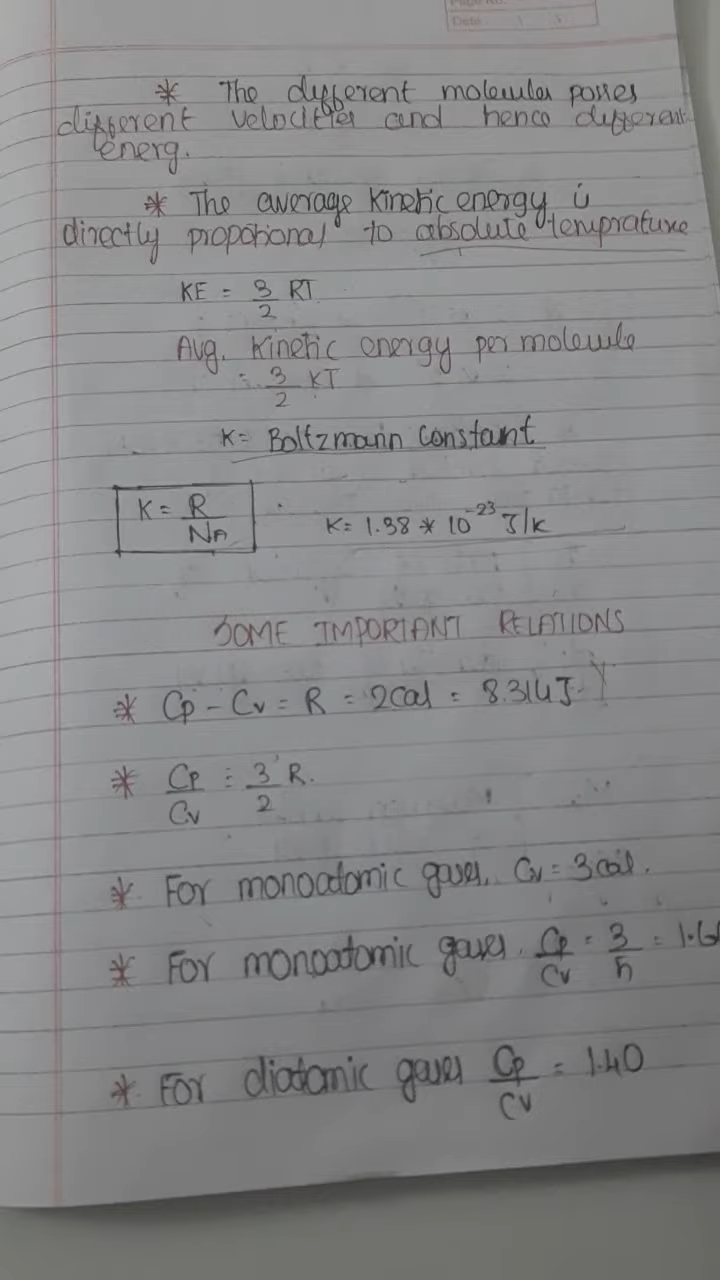 Date
* The different molecules posses
different velocities and hence different
energ.
* The average kinetic energy is
directly proportional to absolute temprature
KE = 3/2 RT
Avg. kinetic energy per molecule
= 3/2 KT
K = Boltzmann constant
K = R/NA
K = 1.38 * 10⁻²³ J/K
SOME IMPORTANT RELATIONS
* Cp - Cv = R = 2cal = 8.314J
* Cp/Cv = 3/2 R.
* For monoatomic gases, Cv = 3cal.
* For monoatomic gases. Cp/Cv = 3/5 = 1.6
* For diatomic gases Cp/Cv = 1.40